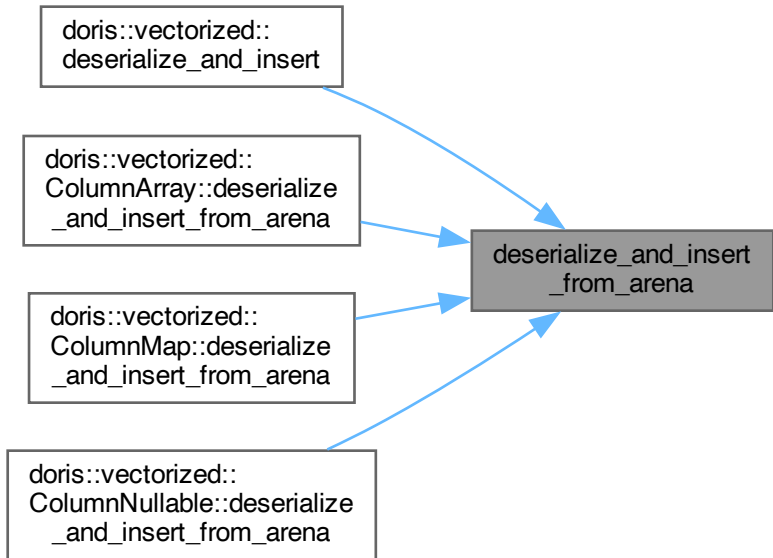 doris::vectorized::
deserialize_and_insert
doris::vectorized::
ColumnArray::deserialize
_and_insert_from_arena
deserialize_and_insert
_from_arena
doris::vectorized::
ColumnMap::deserialize
_and_insert_from_arena
doris::vectorized::
ColumnNullable::deserialize
_and_insert_from_arena